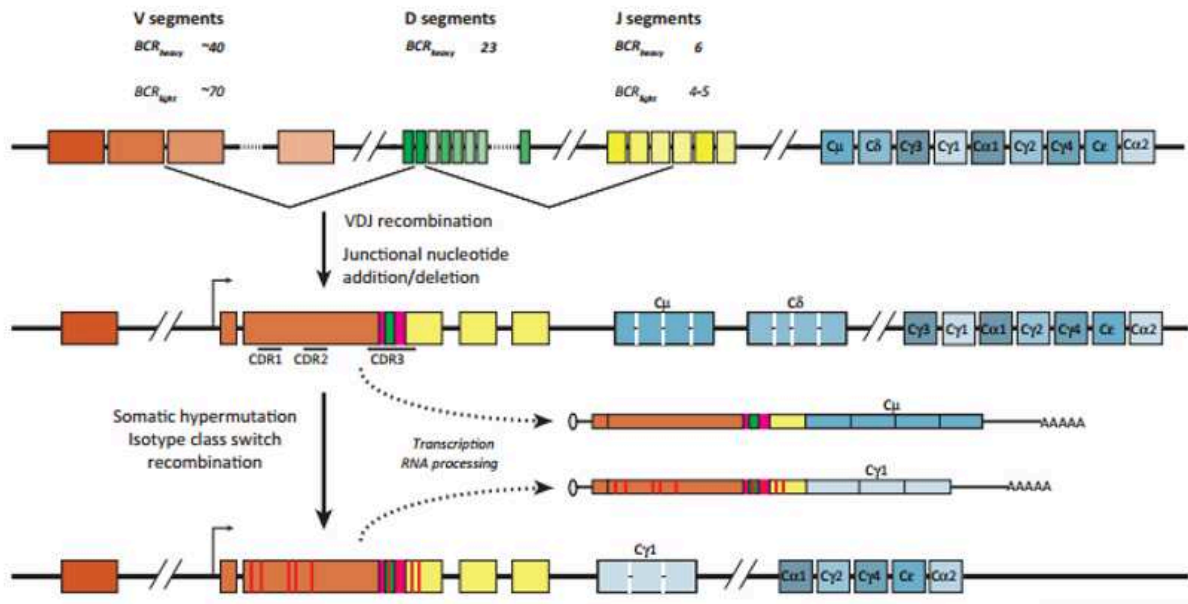 V segments
BCRheavy ~40
BCRlight ~70
D segments
BCRheavy 23
J segments
BCRheavy 6
BCRlight 4-5
Cμ Cδ Cγ3 Cγ1 Cα1 Cγ2 Cγ4 Cε Cα2
VDJ recombination
Junctional nucleotide
addition/deletion
Cμ Cδ
Cγ3 Cγ1 Cα1 Cγ2 Cγ4 Cε Cα2
CDR1 CDR2 CDR3
Somatic hypermutation
Isotype class switch
recombination
Transcription
RNA processing
Cμ
AAAAA
Cγ1
AAAAA
Cγ1
Cα1 Cγ2 Cγ4 Cε Cα2